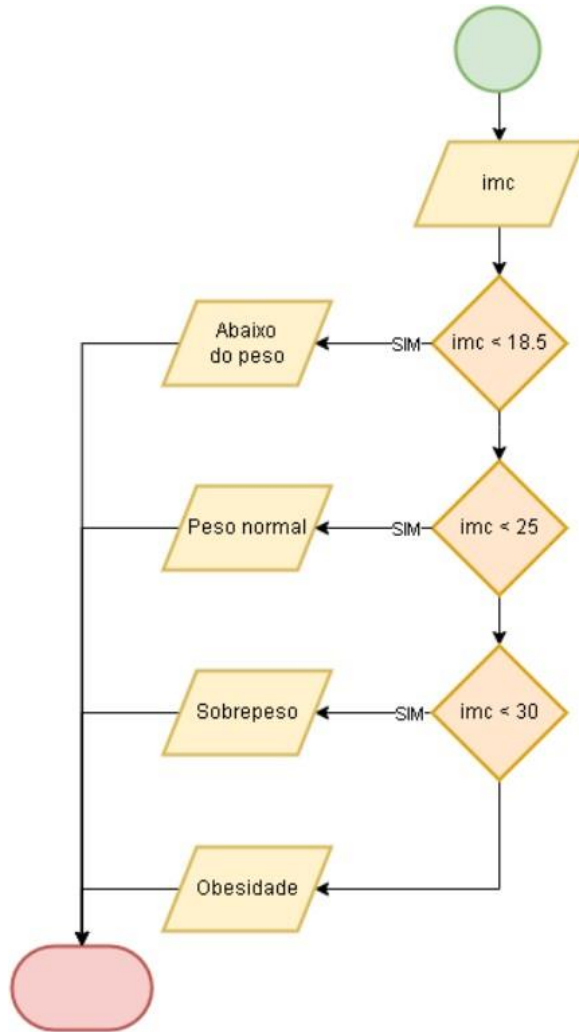 imc
imc < 18.5
SIM
Abaixo
do peso
imc < 25
SIM
Peso normal
imc < 30
SIM
Sobrepeso
Obesidade